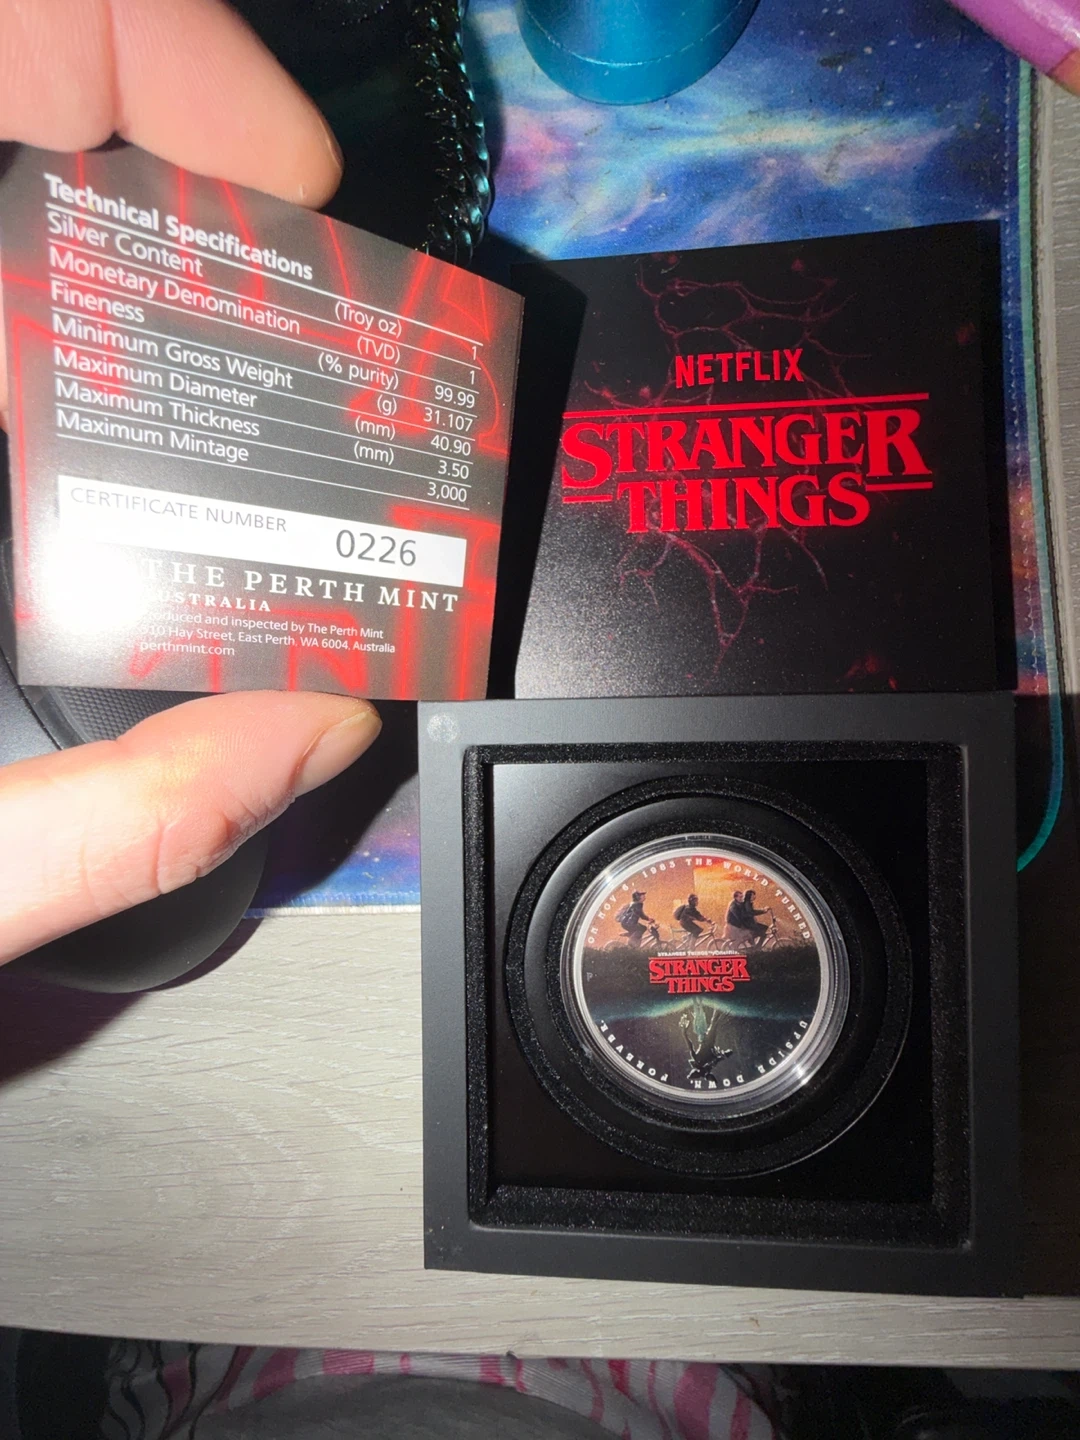 Technical Specifications
Silver Content (Troy oz) 1
Monetary Denomination (TVD) 1
Fineness (% purity) 99.99
Minimum Gross Weight (g) 31.107
Maximum Diameter (mm) 40.90
Maximum Thickness (mm) 3.50
Maximum Mintage 3,000
CERTIFICATE NUMBER
0226
THE PERTH MINT
AUSTRALIA
Produced and inspected by The Perth Mint
310 Hay Street, East Perth, WA 6004, Australia
perthmint.com
NETFLIX
STRANGER
THINGS
ON NOV 6, 1983 THE WORLD TURNED
STRANGER
THINGS
UPSIDE DOWN, FOREVER.
P